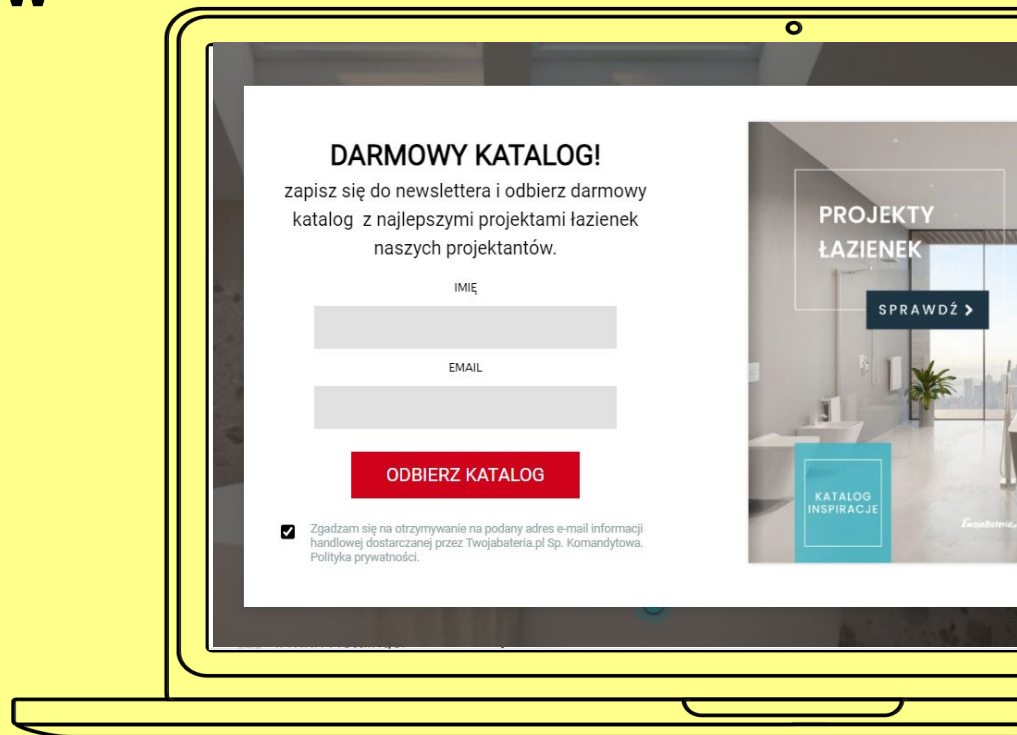 DARMOWY KATALOG!
zapisz się do newslettera i odbierz darmowy
katalog z najlepszymi projektami łazienek
naszych projektantów.
IMIĘ
EMAIL
ODBIERZ KATALOG
Zgadzam się na otrzymywanie na podany adres e-mail informacji
handlowej dostarczanej przez Twojabateria.pl Sp. Komandytowa.
Polityka prywatności.
PROJEKTY
ŁAZIENEK
SPRAWDŹ
KATALOG
INSPIRACJE
TwojaBateria